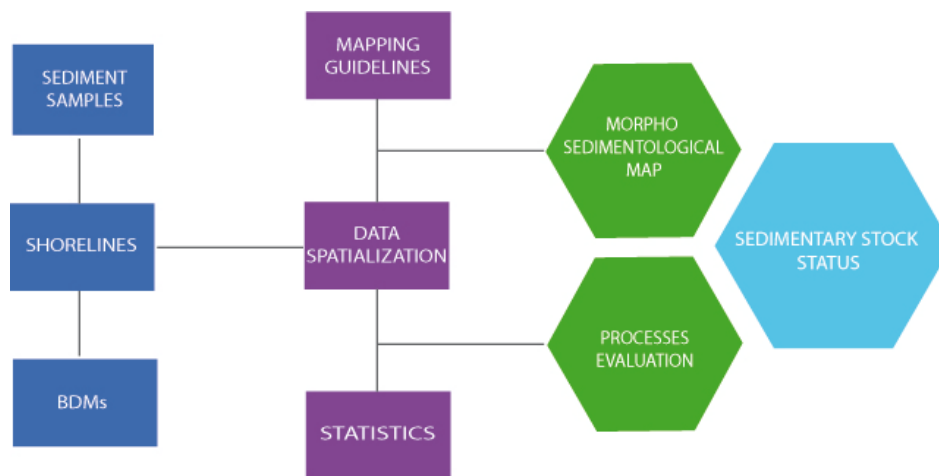 SEDIMENT
SAMPLES
SHORELINES
BDMs
MAPPING
GUIDELINES
DATA
SPATIALIZATION
STATISTICS
MORPHO
SEDIMENTOLOGICAL
MAP
PROCESSES
EVALUATION
SEDIMENTARY STOCK
STATUS